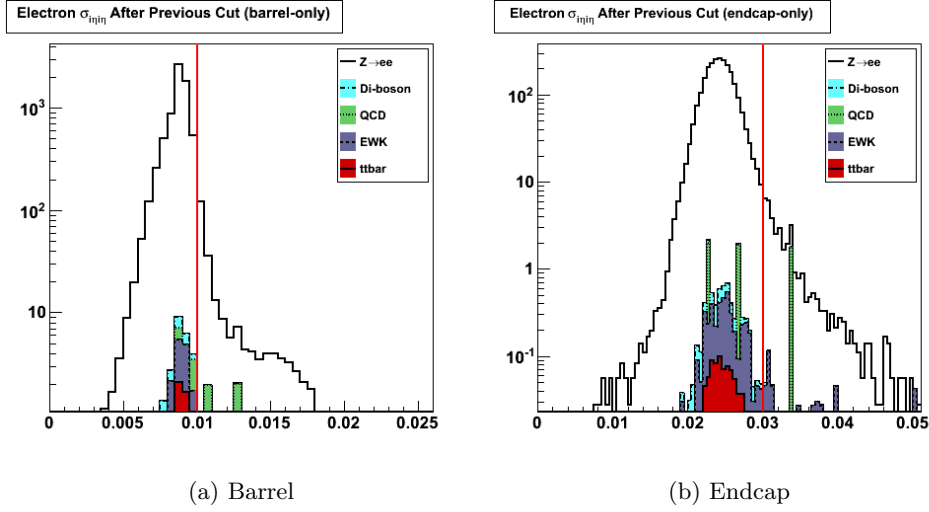 Electron σiηiη After Previous Cut (barrel-only)
Z→ee
Di-boson
QCD
EWK
ttbar
10³
10²
10
0
0.005
0.01
0.015
0.02
0.025
(a) Barrel
Electron σiηiη After Previous Cut (endcap-only)
Z→ee
Di-boson
QCD
EWK
ttbar
10²
10
1
10⁻¹
0
0.01
0.02
0.03
0.04
0.05
(b) Endcap